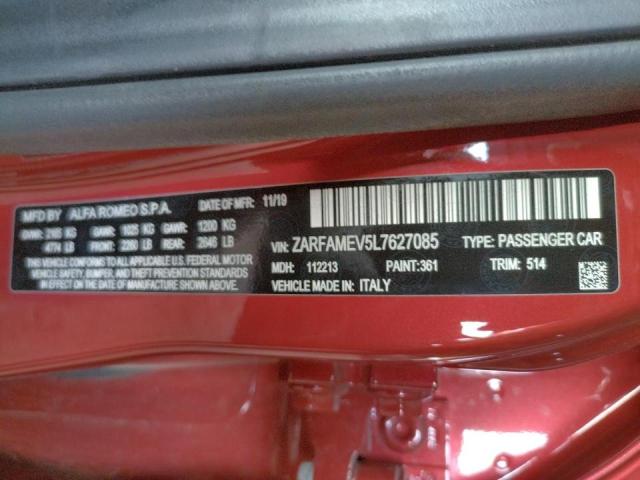 MFD BY ALFA ROMEO S.P.A. DATE OF MFR: 11/19
GVWR: 2165 KG GAWR: 1025 KG GAWR: 1200 KG
4774 LB FRONT: 2260 LB REAR: 2646 LB
THIS VEHICLE CONFORMS TO ALL APPLICABLE U.S. FEDERAL MOTOR
VEHICLE SAFETY, BUMPER, AND THEFT PREVENTION STANDARDS
IN EFFECT ON THE DATE OF MANUFACTURE SHOWN ABOVE.
VIN: ZARFAMEV5L7627085 TYPE: PASSENGER CAR
MDH: 112213 PAINT:361 TRIM: 514
VEHICLE MADE IN: ITALY